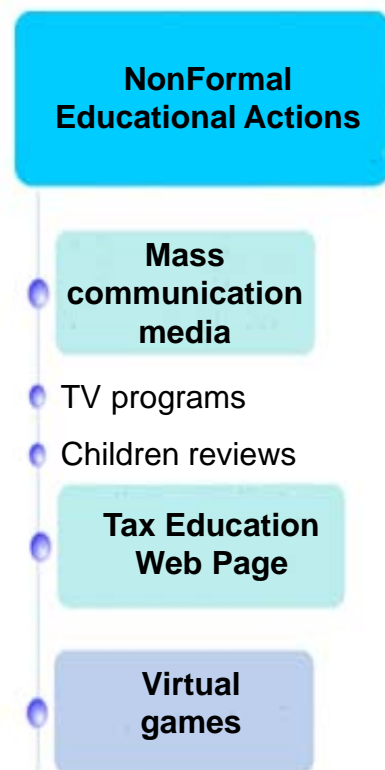 NonFormal
Educational Actions
Mass
communication
media
TV programs
Children reviews
Tax Education
Web Page
Virtual
games